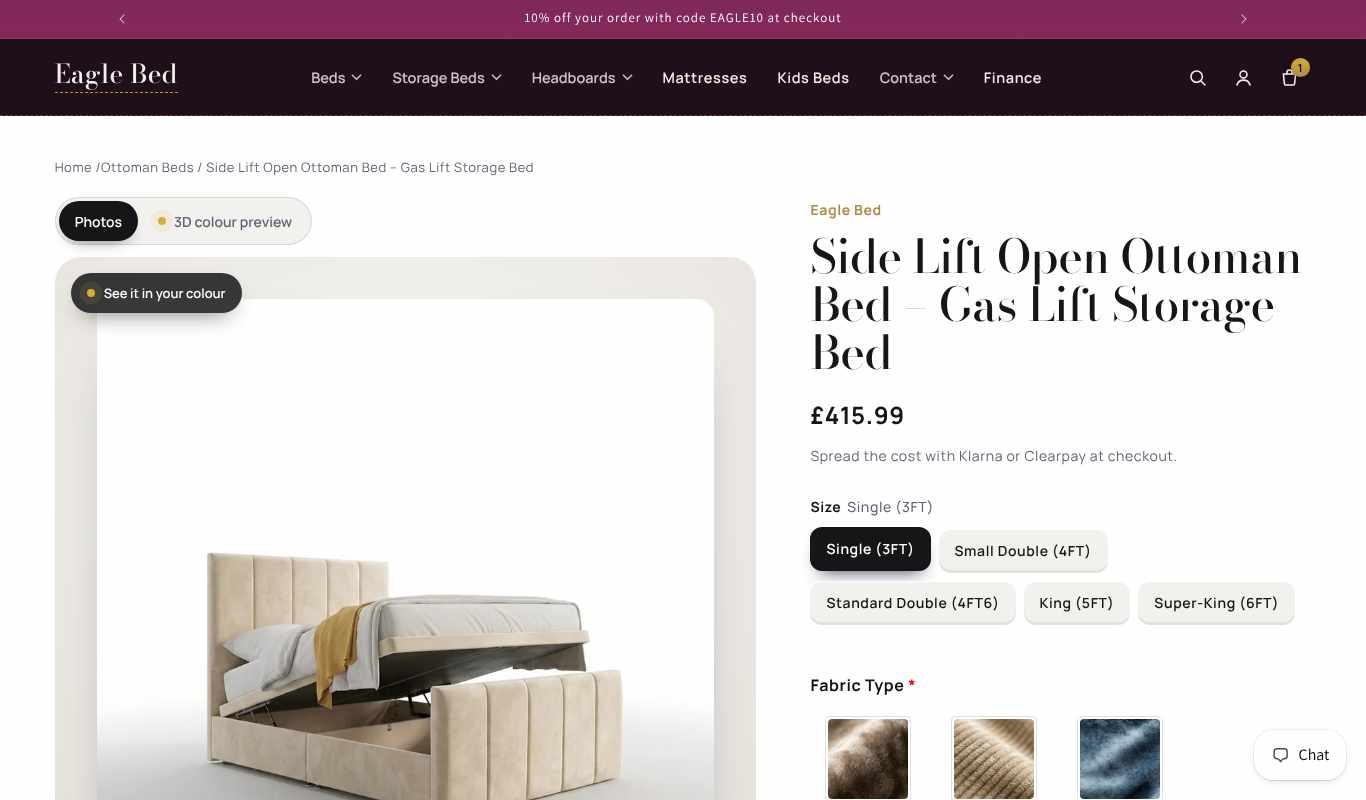 10% off your order with code EAGLE10 at checkout
Eagle Bed
Beds
Storage Beds
Headboards
Mattresses
Kids Beds
Contact
Finance
1
Home /Ottoman Beds / Side Lift Open Ottoman Bed – Gas Lift Storage Bed
Photos
3D colour preview
See it in your colour
Eagle Bed
Side Lift Open Ottoman
Bed – Gas Lift Storage
Bed
£415.99
Spread the cost with Klarna or Clearpay at checkout.
Size Single (3FT)
Single (3FT)
Small Double (4FT)
Standard Double (4FT6)
King (5FT)
Super-King (6FT)
Fabric Type *
Chat